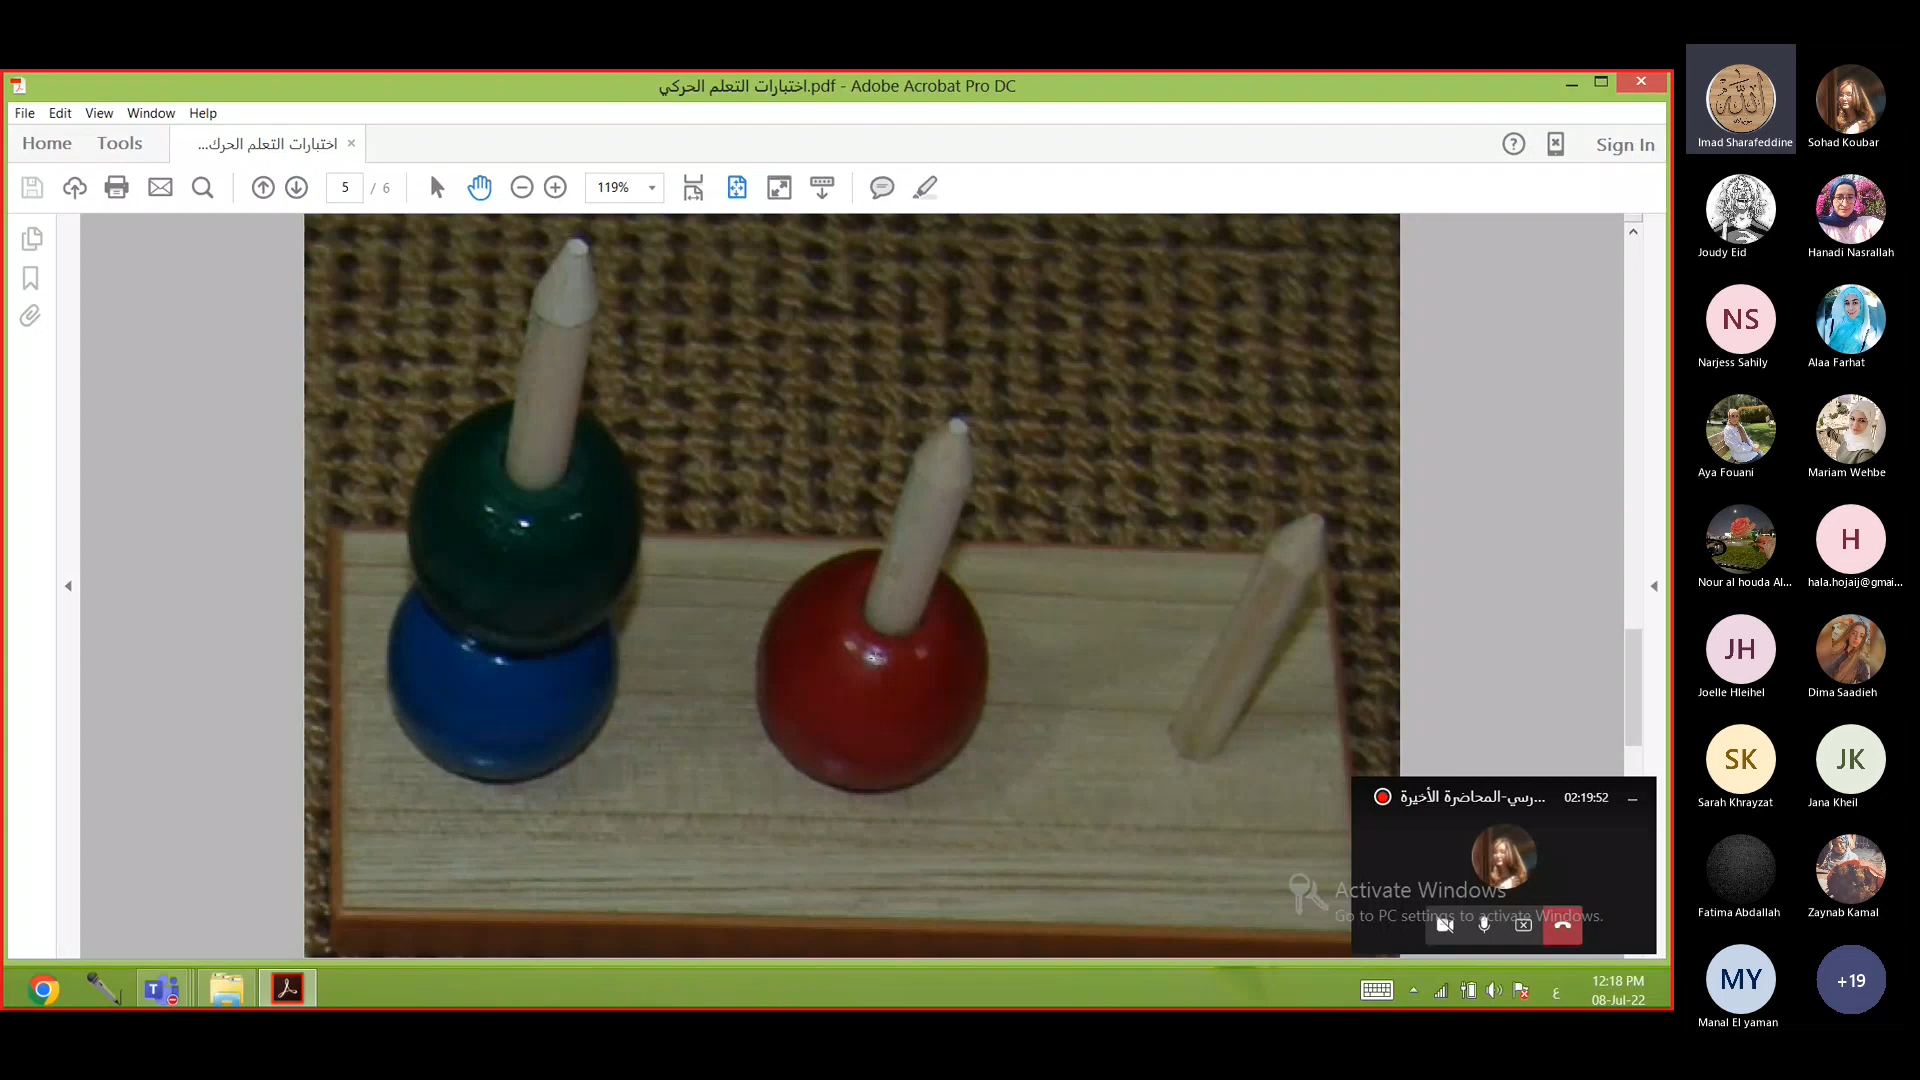 اختبارات التعلم الحركي.pdf - Adobe Acrobat Pro DC
File Edit View Window Help
Home Tools اختبارات التعلم الحرك... × Sign In
5 / 6 119%
...رسي-المحاضرة الأخيرة 02:19:52
Activate Windows
Go to PC settings to activate Windows.
ع
12:18 PM
08-Jul-22
Imad Sharafeddine
Sohad Koubar
Joudy Eid
Hanadi Nasrallah
NS
Narjess Sahily
Alaa Farhat
Aya Fouani
Mariam Wehbe
Nour al houda Al...
H
hala.hojaij@gmai...
JH
Joelle Hleihel
Dima Saadieh
SK
Sarah Khrayzat
JK
Jana Kheil
Fatima Abdallah
Zaynab Kamal
MY
Manal El yaman
+19